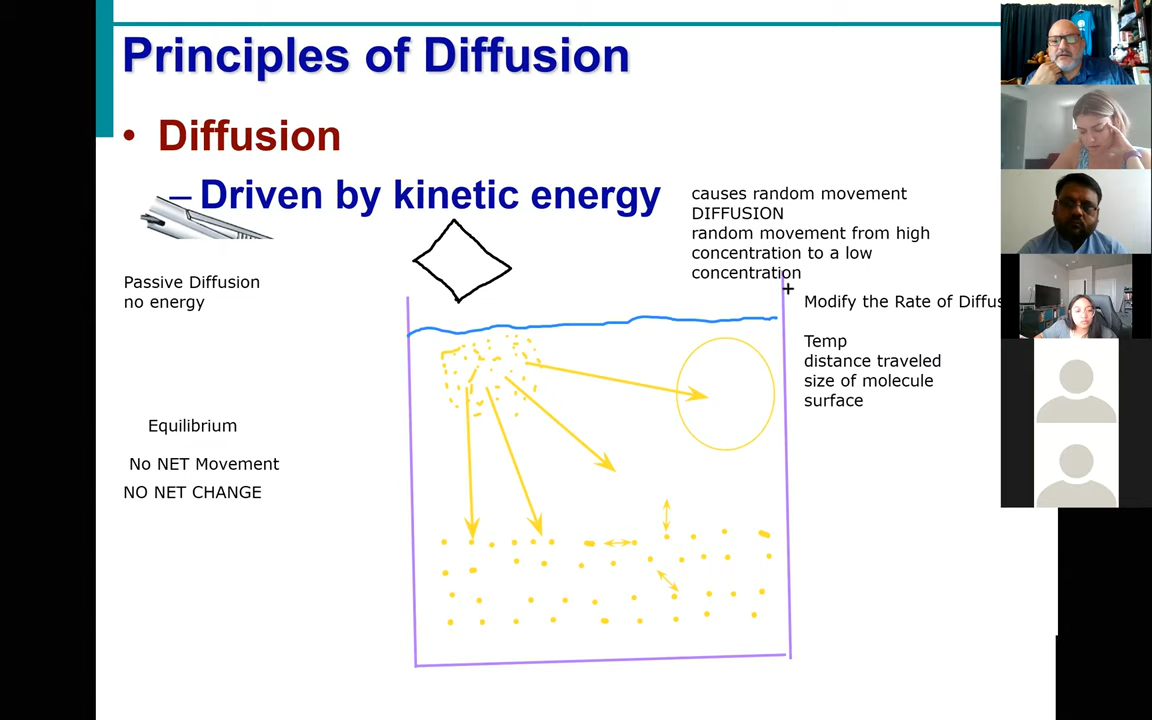 Principles of Diffusion
• Diffusion
– Driven by kinetic energy
causes random movement
DIFFUSION
random movement from high
concentration to a low
concentration
Passive Diffusion
no energy
Modify the Rate of Diffus
Temp
distance traveled
size of molecule
surface
Equilibrium
No NET Movement
NO NET CHANGE